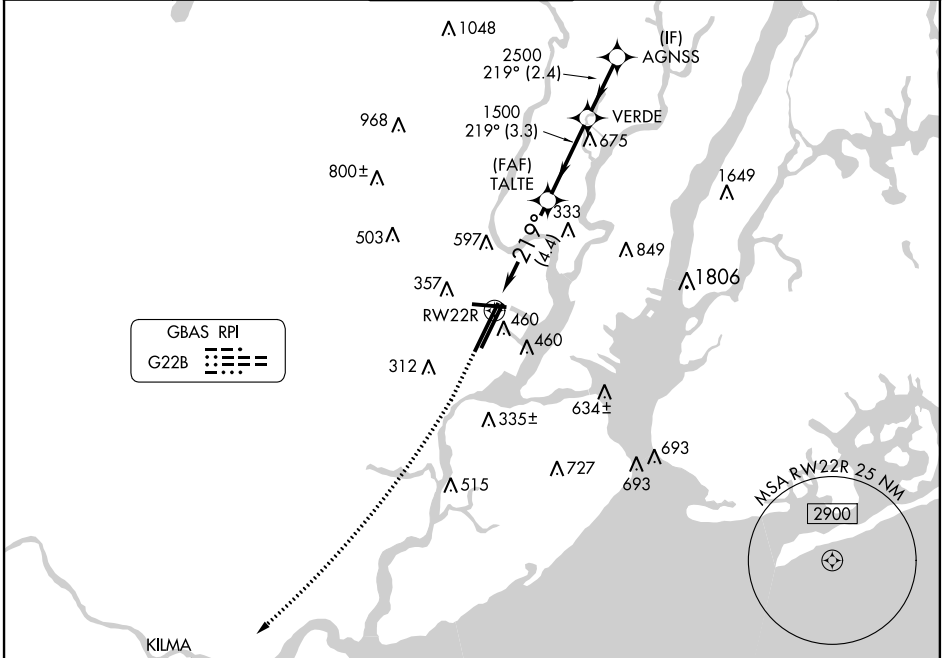 1048
(IF)
AGNSS
2500
219° (2.4)
1500
219° (3.3)
VERDE
968
675
(FAF)
TALTE
800±
1649
333
503
597
219°
(4.4)
849
1806
357
RW22R
460
460
GBAS RPI
G22B
312
634±
335±
693
727
693
515
MSA RW22R 25 NM
2900
KILMA